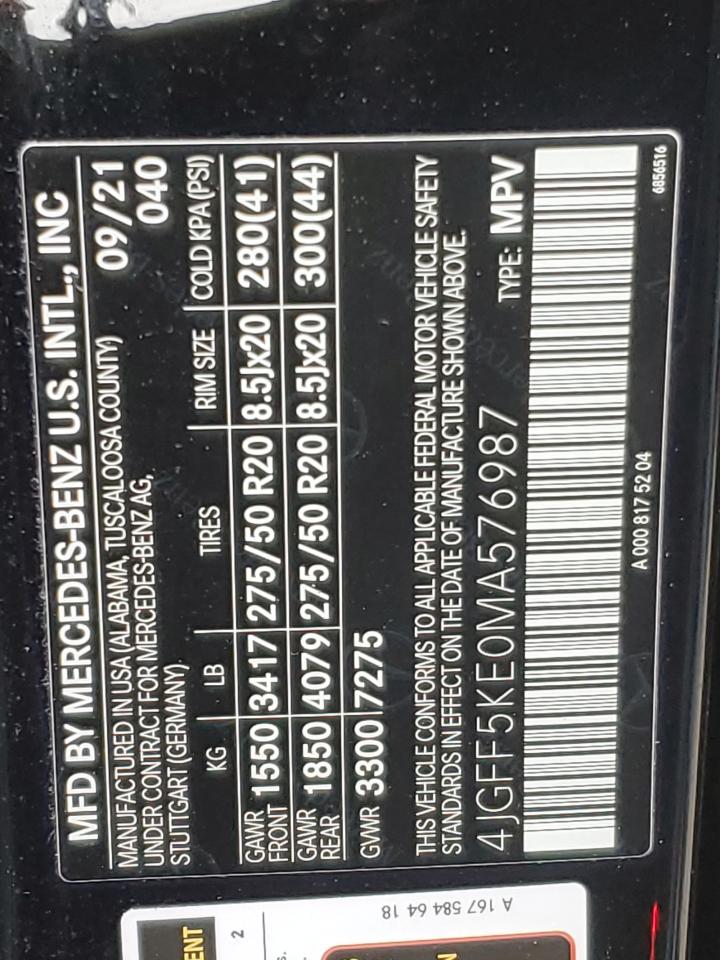 MFD BY MERCEDES-BENZ U.S. INTL., INC
MANUFACTURED IN USA (ALABAMA, TUSCALOOSA COUNTY) 09/21
UNDER CONTRACT FOR MERCEDES-BENZ AG, 040
STUTTGART (GERMANY)
KG LB TIRES RIM SIZE COLD KPA (PSI)
GAWR FRONT 1550 3417 275/50 R20 8.5Jx20 280(41)
GAWR REAR 1850 4079 275/50 R20 8.5Jx20 300(44)
GVWR 3300 7275
THIS VEHICLE CONFORMS TO ALL APPLICABLE FEDERAL MOTOR VEHICLE SAFETY
STANDARDS IN EFFECT ON THE DATE OF MANUFACTURE SHOWN ABOVE.
4JGFF5KE0MA576987 TYPE: MPV
A 000 817 52 04
6856516
A 167 584 64 18
2